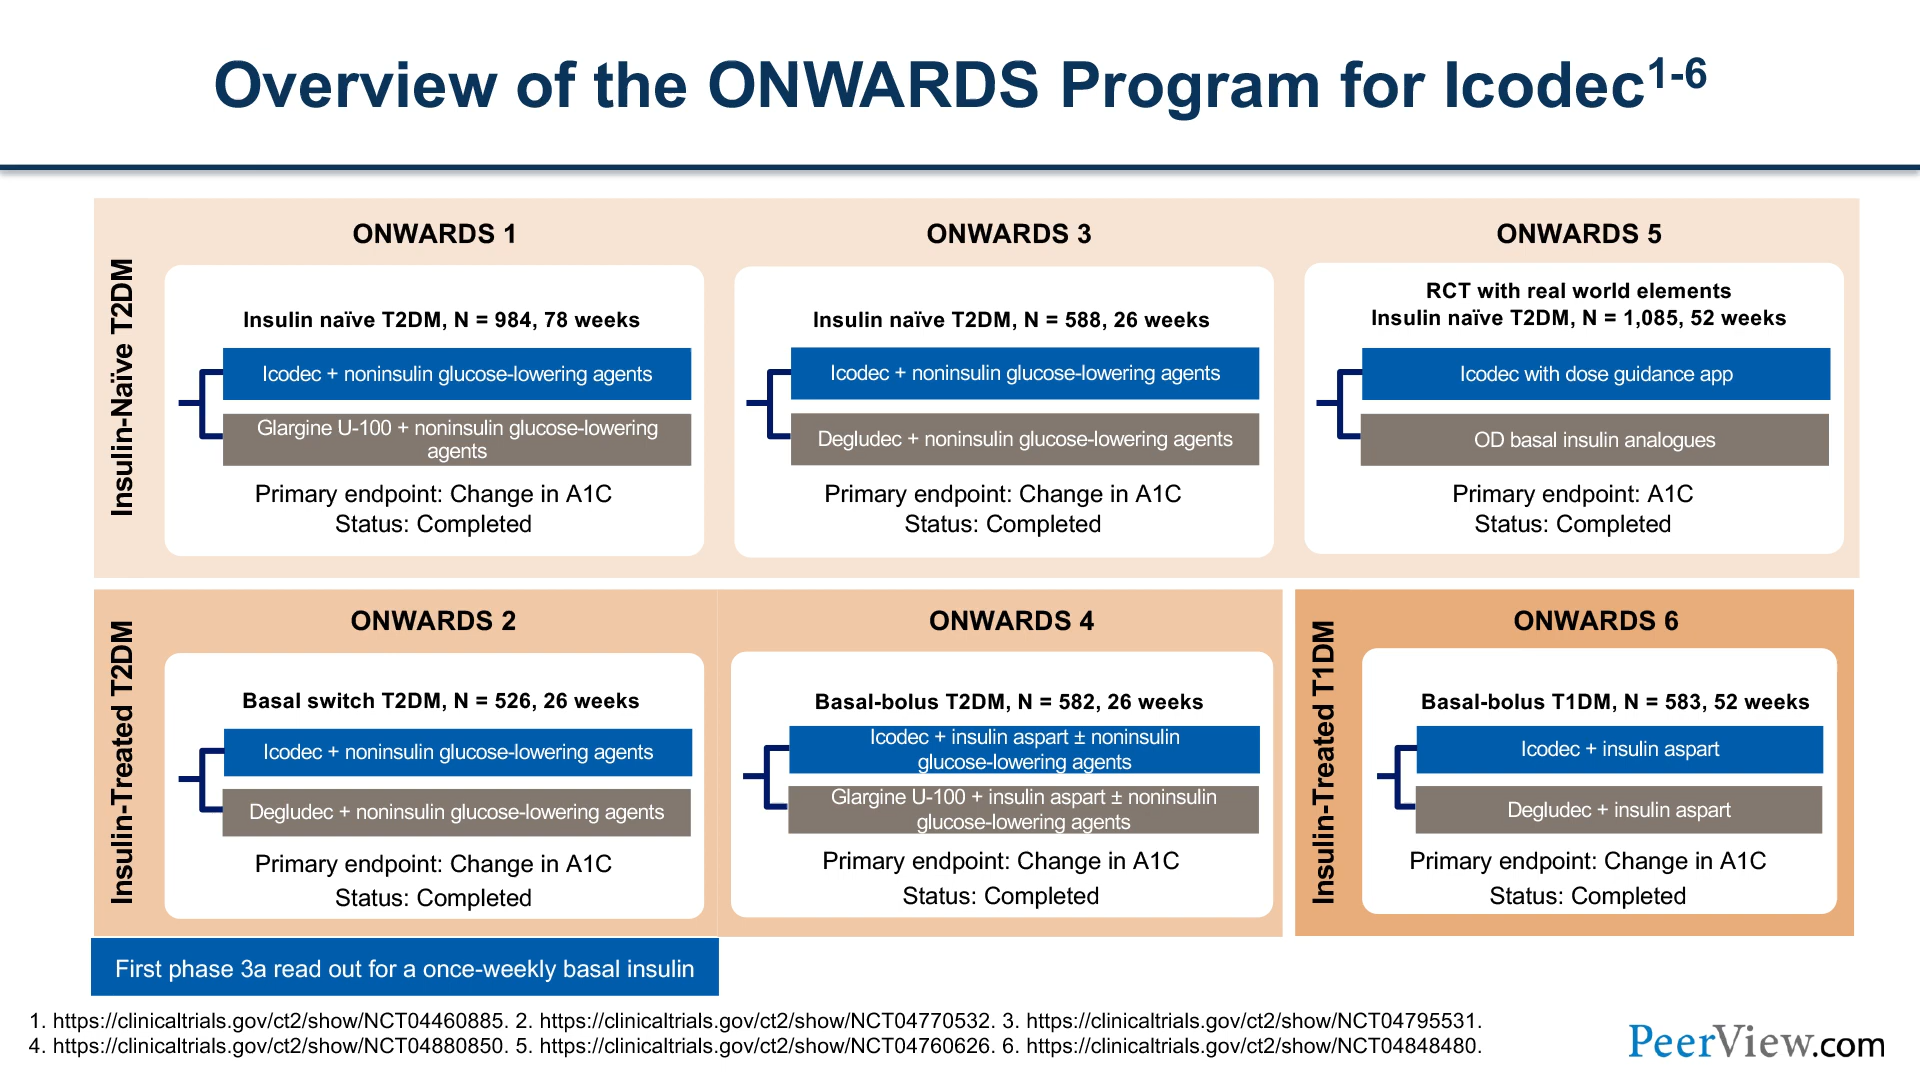 Overview of the ONWARDS Program for Icodec1-6
Insulin-Naïve T2DM
ONWARDS 1
Insulin naïve T2DM, N = 984, 78 weeks
Icodec + noninsulin glucose-lowering agents
Glargine U-100 + noninsulin glucose-lowering
agents
Primary endpoint: Change in A1C
Status: Completed
ONWARDS 3
Insulin naïve T2DM, N = 588, 26 weeks
Icodec + noninsulin glucose-lowering agents
Degludec + noninsulin glucose-lowering agents
Primary endpoint: Change in A1C
Status: Completed
ONWARDS 5
RCT with real world elements
Insulin naïve T2DM, N = 1,085, 52 weeks
Icodec with dose guidance app
OD basal insulin analogues
Primary endpoint: A1C
Status: Completed
Insulin-Treated T2DM
ONWARDS 2
Basal switch T2DM, N = 526, 26 weeks
Icodec + noninsulin glucose-lowering agents
Degludec + noninsulin glucose-lowering agents
Primary endpoint: Change in A1C
Status: Completed
ONWARDS 4
Basal-bolus T2DM, N = 582, 26 weeks
Icodec + insulin aspart ± noninsulin
glucose-lowering agents
Glargine U-100 + insulin aspart ± noninsulin
glucose-lowering agents
Primary endpoint: Change in A1C
Status: Completed
Insulin-Treated T1DM
ONWARDS 6
Basal-bolus T1DM, N = 583, 52 weeks
Icodec + insulin aspart
Degludec + insulin aspart
Primary endpoint: Change in A1C
Status: Completed
First phase 3a read out for a once-weekly basal insulin
1. https://clinicaltrials.gov/ct2/show/NCT04460885. 2. https://clinicaltrials.gov/ct2/show/NCT04770532. 3. https://clinicaltrials.gov/ct2/show/NCT04795531.
4. https://clinicaltrials.gov/ct2/show/NCT04880850. 5. https://clinicaltrials.gov/ct2/show/NCT04760626. 6. https://clinicaltrials.gov/ct2/show/NCT04848480.
PeerView.com